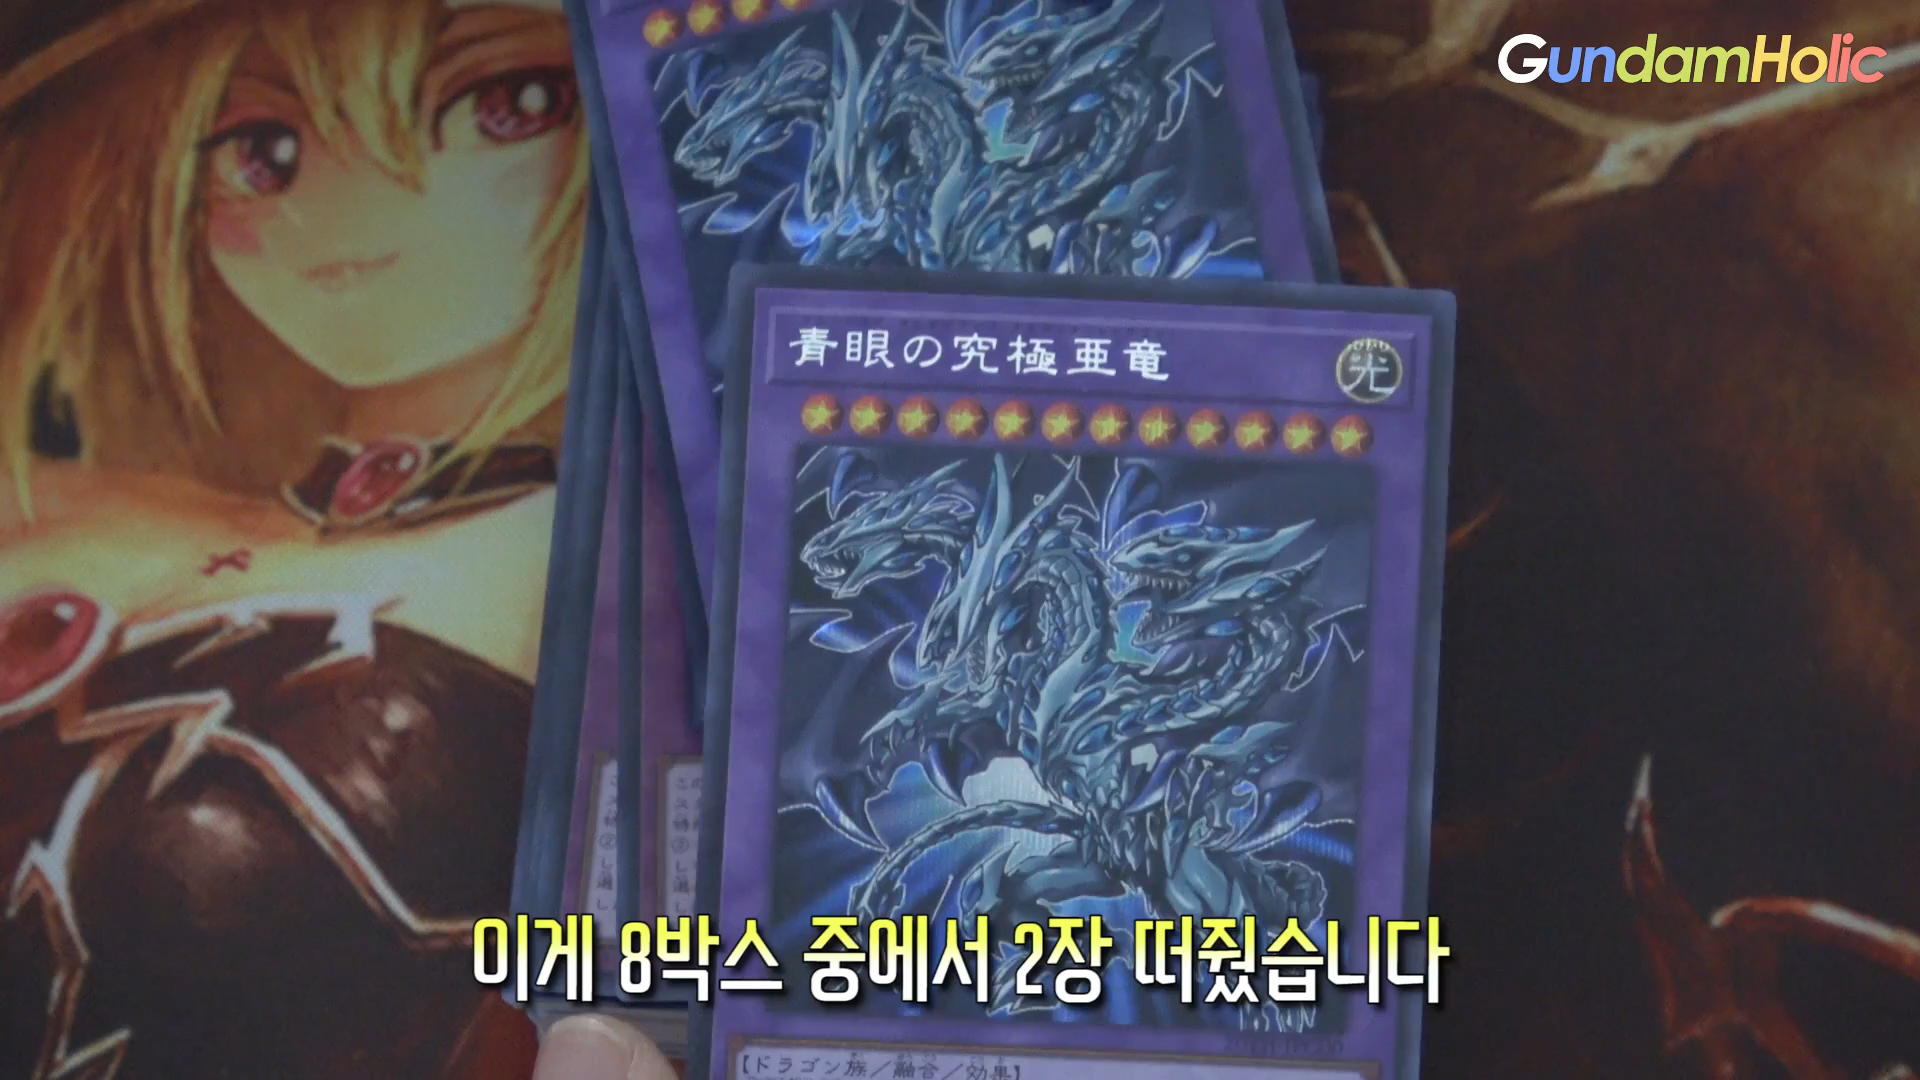 GundamHolic
青眼の究極亜竜
光
이게 8박스 중에서 2장 떠줬습니다
【ドラゴン族／融合／効果】